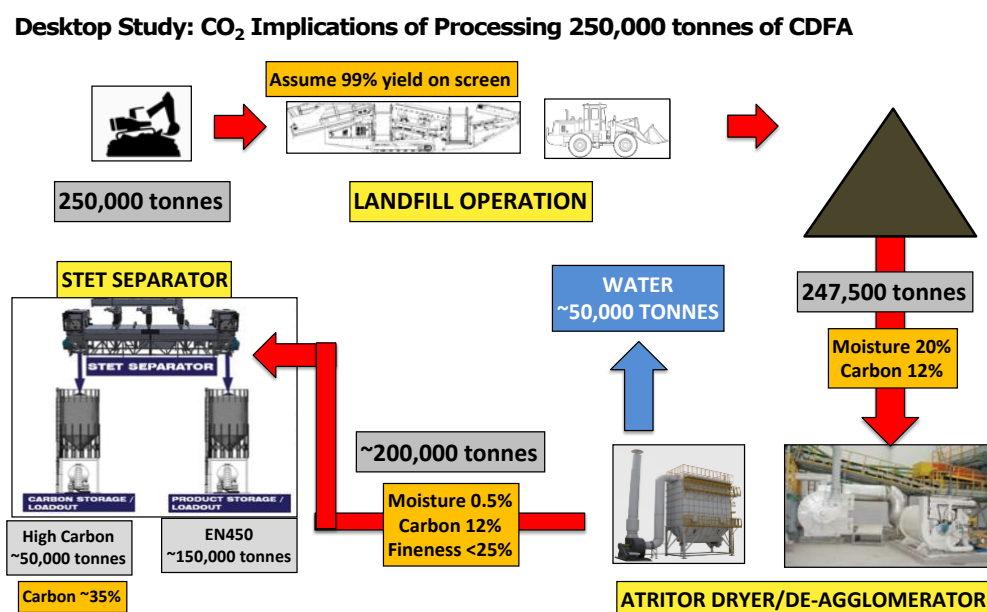 Desktop Study: CO₂ Implications of Processing 250,000 tonnes of CDFA
Assume 99% yield on screen
250,000 tonnes
LANDFILL OPERATION
247,500 tonnes
Moisture 20%
Carbon 12%
ATRITOR DRYER/DE-AGGLOMERATOR
WATER
~50,000 TONNES
~200,000 tonnes
Moisture 0.5%
Carbon 12%
Fineness <25%
STET SEPARATOR
STET SEPARATOR
CARBON STORAGE /
LOADOUT
PRODUCT STORAGE /
LOADOUT
High Carbon
~50,000 tonnes
EN450
~150,000 tonnes
Carbon ~35%